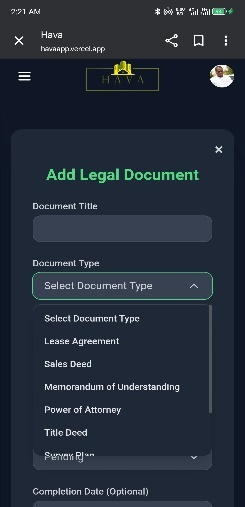 2:21 AM
Hava
havaapp.vercel.app
HAVA
Add Legal Document
Document Title
Document Type
Select Document Type
Select Document Type
Lease Agreement
Sales Deed
Memorandum of Understanding
Power of Attorney
Title Deed
Survey Plan
Pending
Completion Date (Optional)